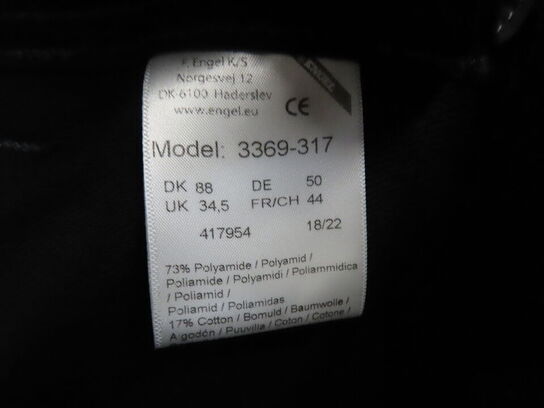 F. Engel K/S
Norgesvej 12
DK-6100 Haderslev
www.engel.eu
ENGEL
CE
Model: 3369-317
DK 88 DE 50
UK 34,5 FR/CH 44
417954 18/22
73% Polyamide / Polyamid /
Poliamide / Polyamidi / Poliammidica
/ Poliamid /
Poliamid / Poliamidas
17% Cotton / Bomuld / Baumwolle /
Algodón / Puuvilla / Coton / Cotone /